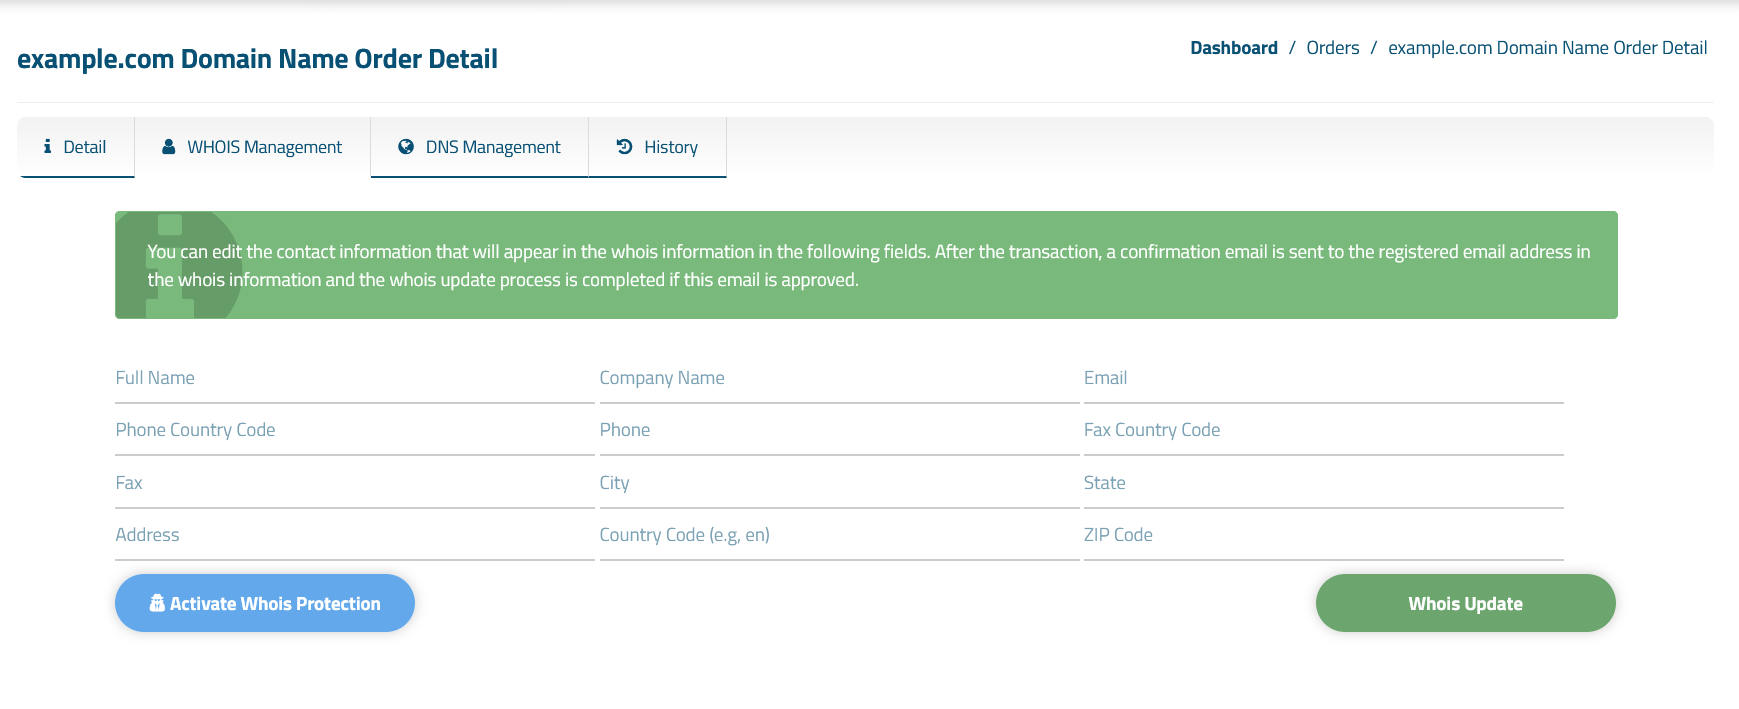 example.com Domain Name Order Detail
Dashboard / Orders / example.com Domain Name Order Detail
Detail
WHOIS Management
DNS Management
History
You can edit the contact information that will appear in the whois information in the following fields. After the transaction, a confirmation email is sent to the registered email address in
the whois information and the whois update process is completed if this email is approved.
Full Name
Company Name
Email
Phone Country Code
Phone
Fax Country Code
Fax
City
State
Address
Country Code (e.g, en)
ZIP Code
Activate Whois Protection
Whois Update